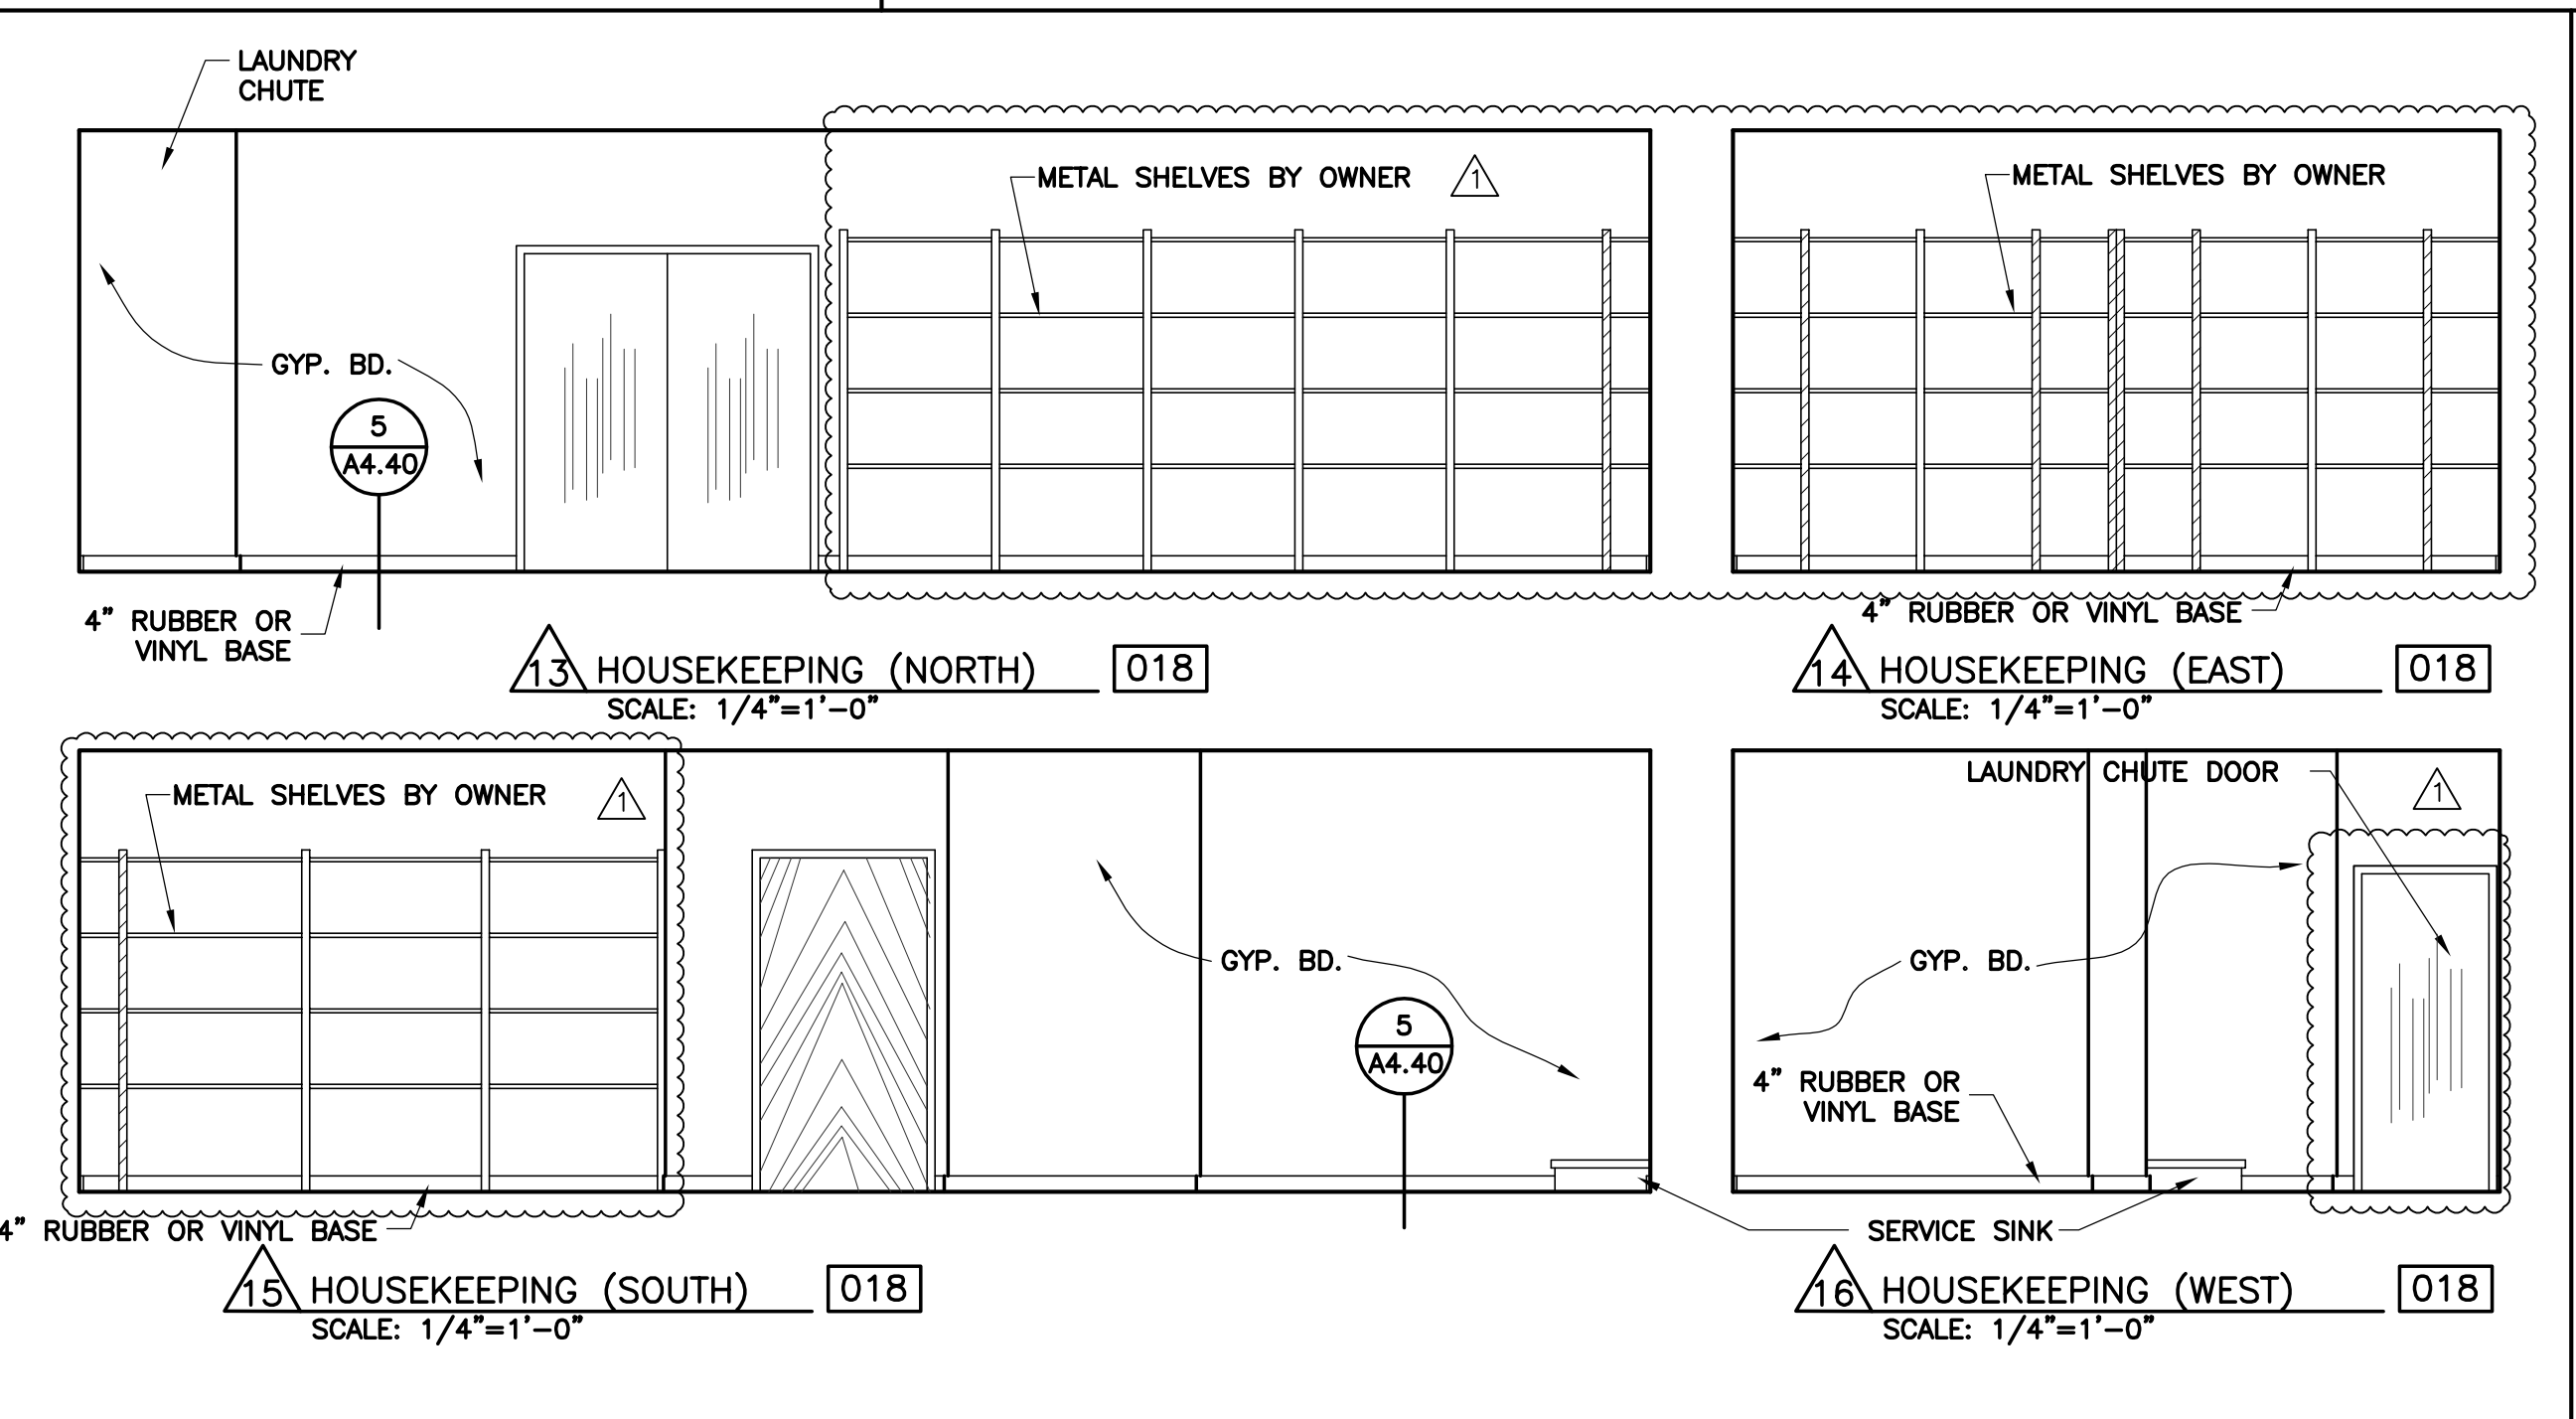 LAUNDRY
CHUTE
METAL SHELVES BY OWNER 1
GYP. BD.
5
A4.40
4" RUBBER OR
VINYL BASE
13 HOUSEKEEPING (NORTH) 018
SCALE: 1/4"=1'-0"
METAL SHELVES BY OWNER
4" RUBBER OR VINYL BASE
14 HOUSEKEEPING (EAST) 018
SCALE: 1/4"=1'-0"
METAL SHELVES BY OWNER 1
GYP. BD.
5
A4.40
4" RUBBER OR VINYL BASE
15 HOUSEKEEPING (SOUTH) 018
SCALE: 1/4"=1'-0"
LAUNDRY CHUTE DOOR 1
GYP. BD.
4" RUBBER OR
VINYL BASE
SERVICE SINK
16 HOUSEKEEPING (WEST) 018
SCALE: 1/4"=1'-0"